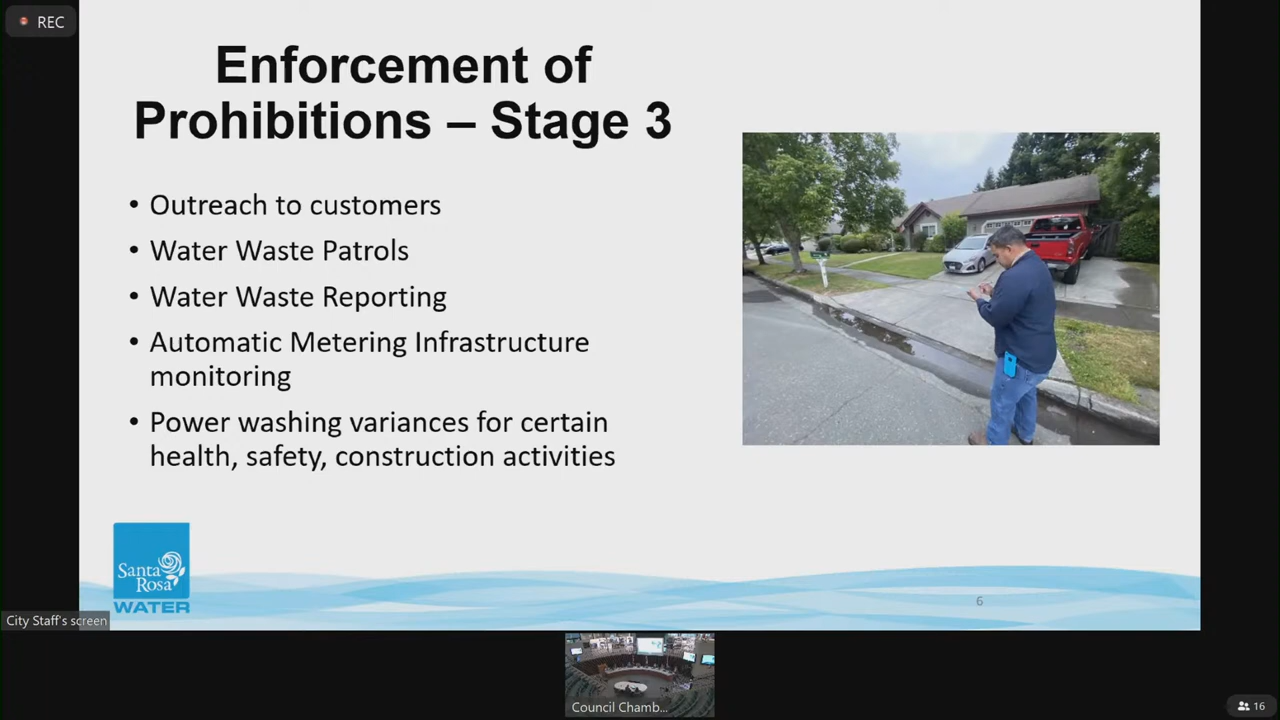 REC
Enforcement of
Prohibitions – Stage 3
• Outreach to customers
• Water Waste Patrols
• Water Waste Reporting
• Automatic Metering Infrastructure
monitoring
• Power washing variances for certain
health, safety, construction activities
Santa
Rosa
WATER
6
City Staff's screen
Council Chamb...
16